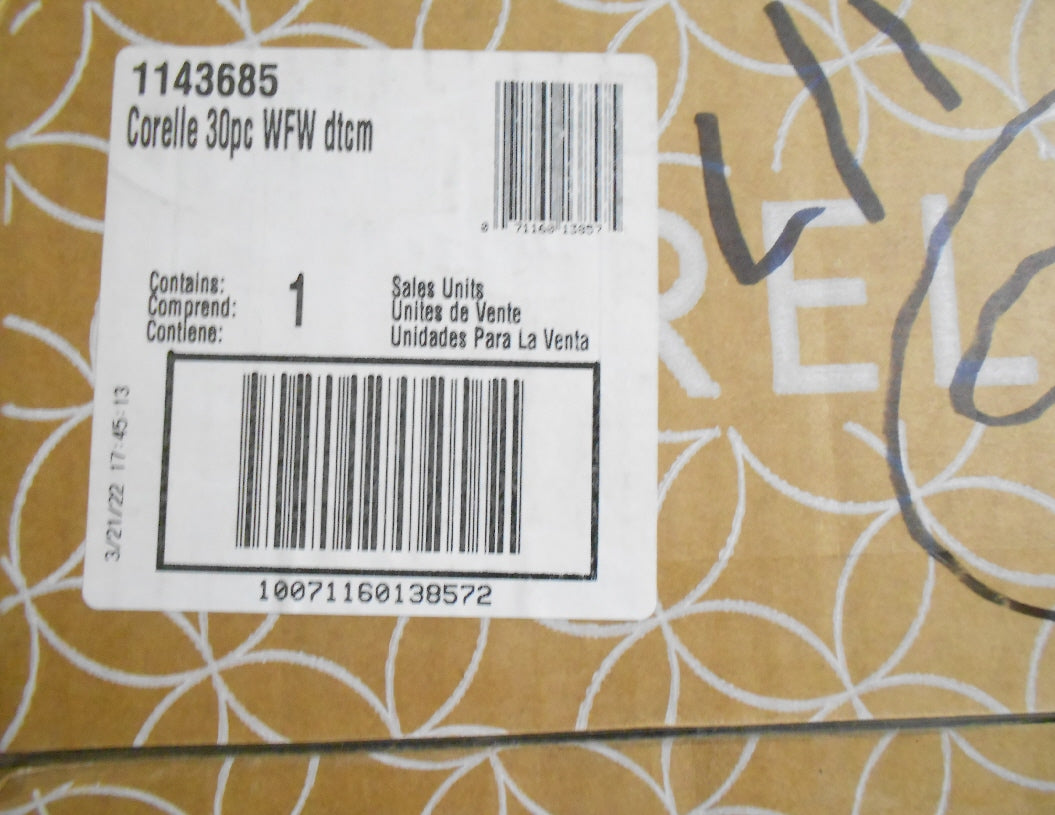 1143685
Corelle 30pc WFW dtcm
0 71160 13857
Contains:
Comprend:
Contiene:
1
Sales Units
Unites de Vente
Unidades Para La Venta
3/21/22 17:45:13
10071160138572
REL